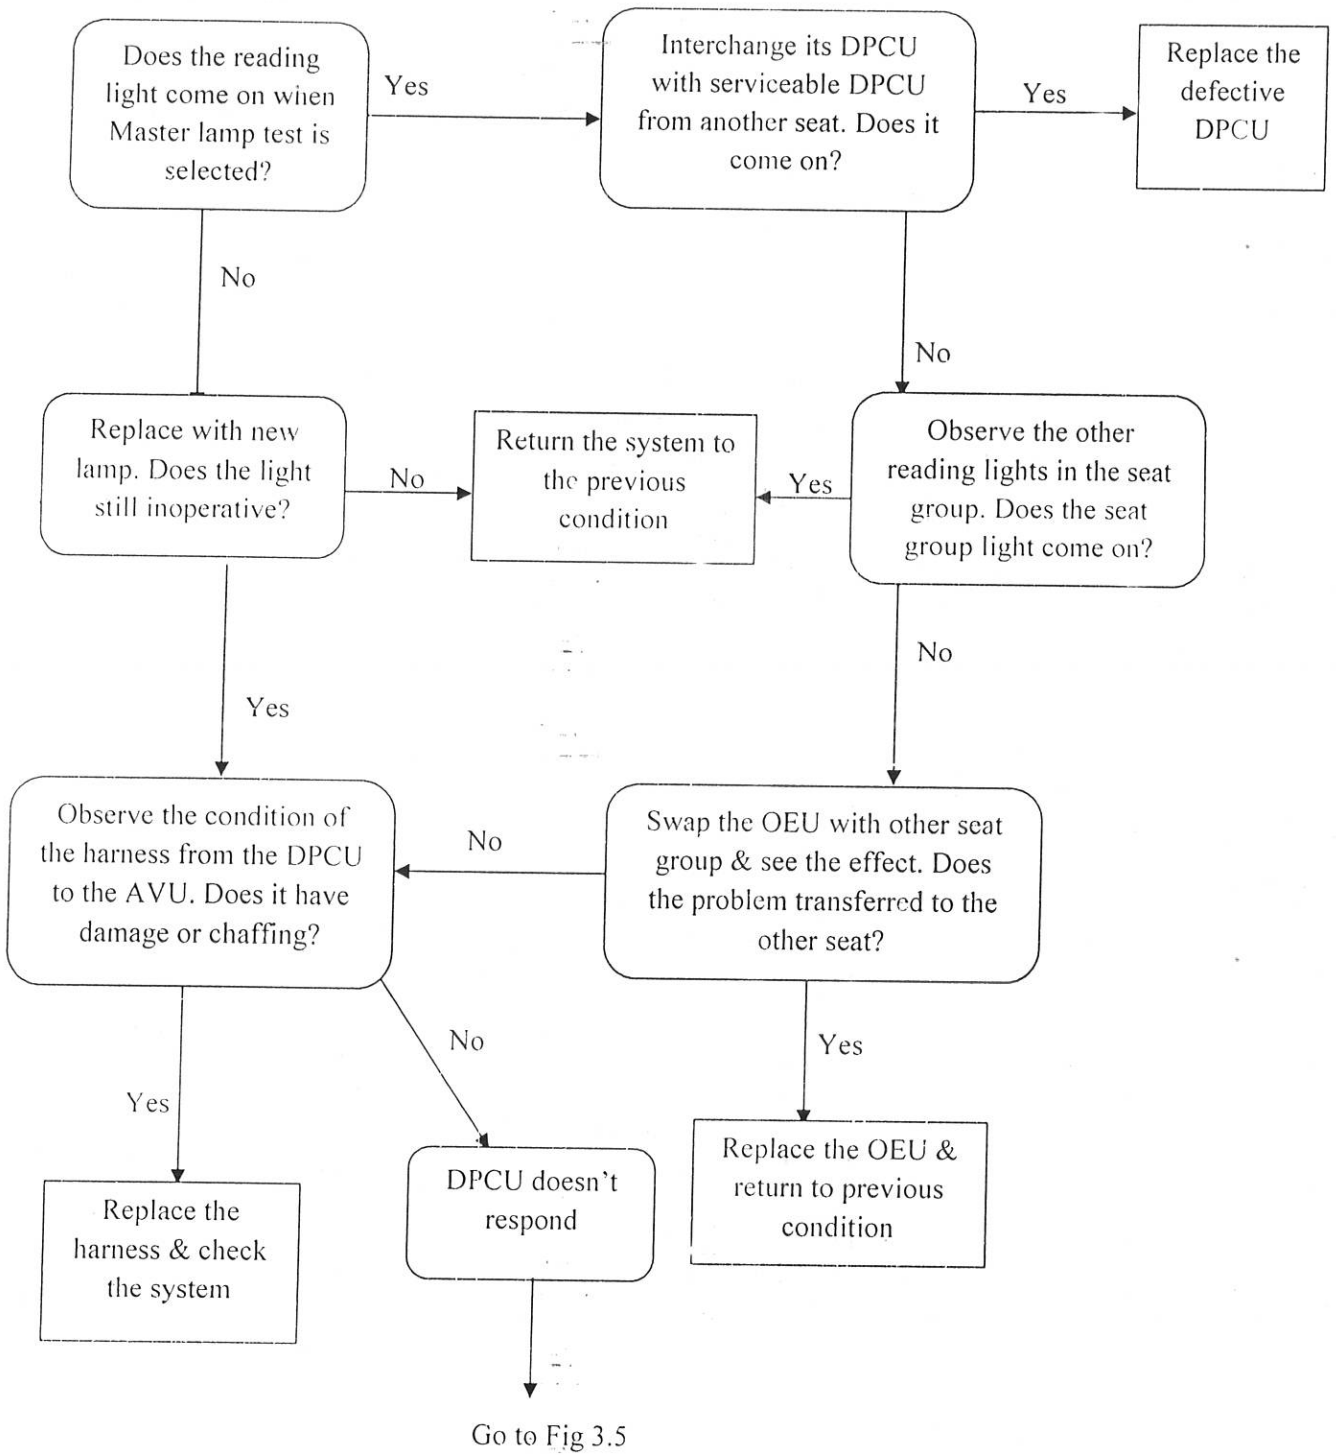 Does the reading
light come on when
Master lamp test is
selected?
Yes
Interchange its DPCU
with serviceable DPCU
from another seat. Does it
come on?
Yes
Replace the
defective
DPCU
No
No
Replace with new
lamp. Does the light
still inoperative?
No
Return the system to
the previous
condition
Yes
Observe the other
reading lights in the seat
group. Does the seat
group light come on?
Yes
No
Observe the condition of
the harness from the DPCU
to the AVU. Does it have
damage or chaffing?
No
Swap the OEU with other seat
group & see the effect. Does
the problem transferred to the
other seat?
Yes
No
Yes
Replace the
harness & check
the system
DPCU doesn't
respond
Replace the OEU &
return to previous
condition
Go to Fig 3.5